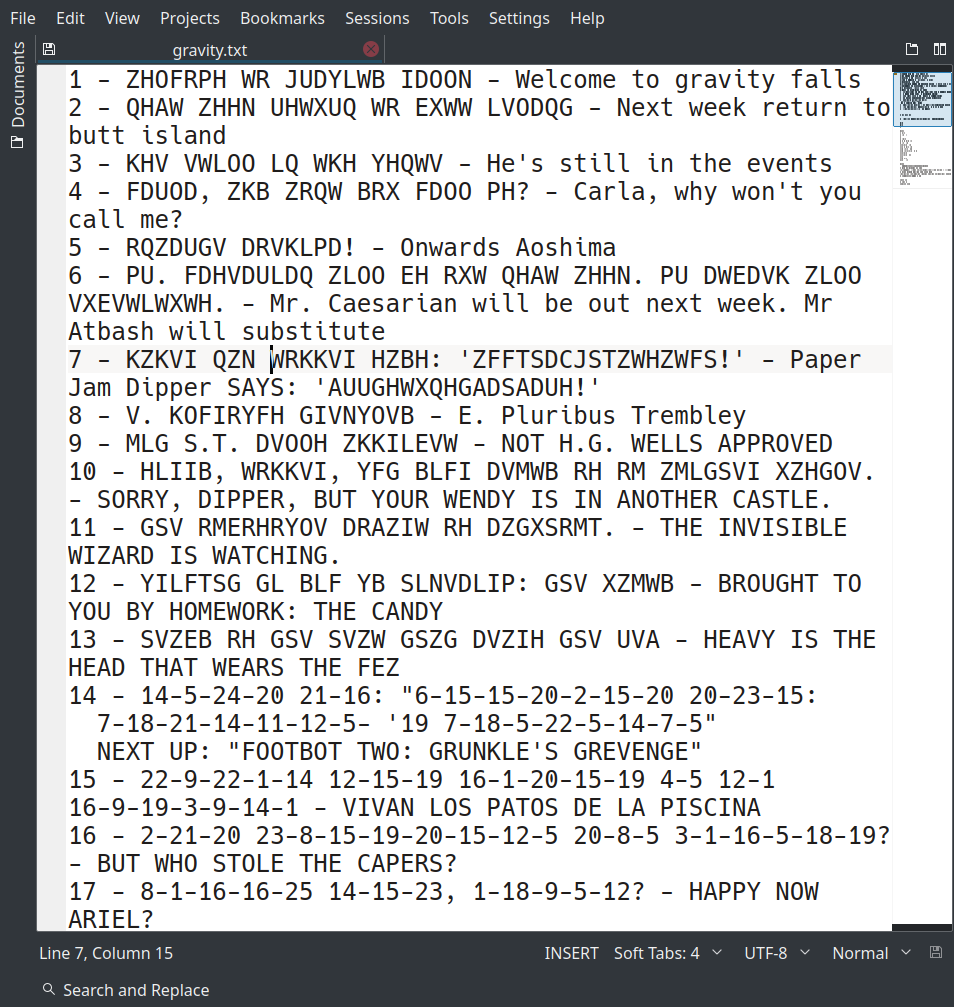 File Edit View Projects Bookmarks Sessions Tools Settings Help
Documents
gravity.txt
1 - ZHOFRPH WR JUDYLWB IDOON - Welcome to gravity falls
2 - QHAW ZHHN UHWXUQ WR EXWW LVODQG - Next week return to
butt island
3 - KHV VWLOO LQ WKH YHQWV - He's still in the events
4 - FDUOD, ZKB ZRQW BRX FDOO PH? - Carla, why won't you
call me?
5 - RQZDUGV DRVKLPD! - Onwards Aoshima
6 - PU. FDHVDULDQ ZLOO EH RXW QHAW ZHHN. PU DWEDVK ZLOO
VXEVWLWXWH. - Mr. Caesarian will be out next week. Mr
Atbash will substitute
7 - KZKVI QZN WRKKVI HZBH: 'ZFFTSDCJSTZWHZWFS!' - Paper
Jam Dipper SAYS: 'AUUGHWXQHGADSADUH!'
8 - V. KOFIRYFH GIVNYOVB - E. Pluribus Trembley
9 - MLG S.T. DVOOH ZKKILEVW - NOT H.G. WELLS APPROVED
10 - HLIIB, WRKKVI, YFG BLFI DVMWB RH RM ZMLGSVI XZHGOV.
- SORRY, DIPPER, BUT YOUR WENDY IS IN ANOTHER CASTLE.
11 - GSV RMERHRYOV DRAZIW RH DZGXSRMT. - THE INVISIBLE
WIZARD IS WATCHING.
12 - YILFTSG GL BLF YB SLNVDLIP: GSV XZMWB - BROUGHT TO
YOU BY HOMEWORK: THE CANDY
13 - SVZEB RH GSV SVZW GSZG DVZIH GSV UVA - HEAVY IS THE
HEAD THAT WEARS THE FEZ
14 - 14-5-24-20 21-16: "6-15-15-20-2-15-20 20-23-15:
7-18-21-14-11-12-5- '19 7-18-5-22-5-14-7-5"
NEXT UP: "FOOTBOT TWO: GRUNKLE'S GREVENGE"
15 - 22-9-22-1-14 12-15-19 16-1-20-15-19 4-5 12-1
16-9-19-3-9-14-1 - VIVAN LOS PATOS DE LA PISCINA
16 - 2-21-20 23-8-15-19-20-15-12-5 20-8-5 3-1-16-5-18-19?
- BUT WHO STOLE THE CAPERS?
17 - 8-1-16-16-25 14-15-23, 1-18-9-5-12? - HAPPY NOW
ARIEL?
Line 7, Column 15 INSERT Soft Tabs: 4 UTF-8 Normal
Search and Replace